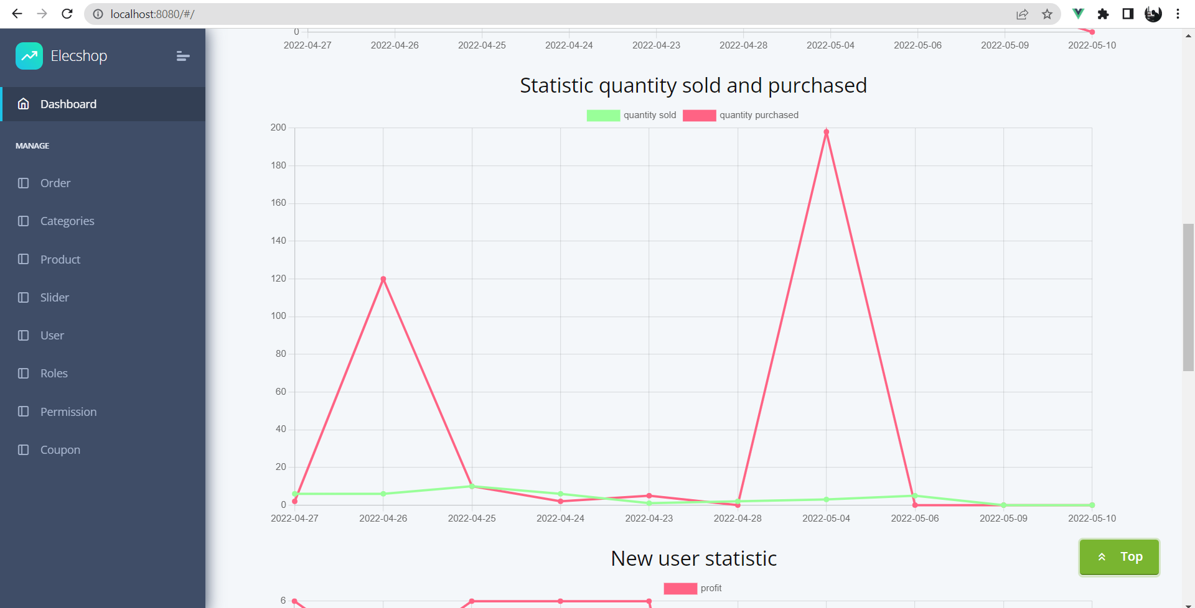 localhost:8080/#/
Elecshop
Dashboard
MANAGE
Order
Categories
Product
Slider
User
Roles
Permission
Coupon
0
2022-04-27 2022-04-26 2022-04-25 2022-04-24 2022-04-23 2022-04-28 2022-05-04 2022-05-06 2022-05-09 2022-05-10
Statistic quantity sold and purchased
quantity sold quantity purchased
200
180
160
140
120
100
80
60
40
20
0
2022-04-27 2022-04-26 2022-04-25 2022-04-24 2022-04-23 2022-04-28 2022-05-04 2022-05-06 2022-05-09 2022-05-10
New user statistic
profit
6
Top